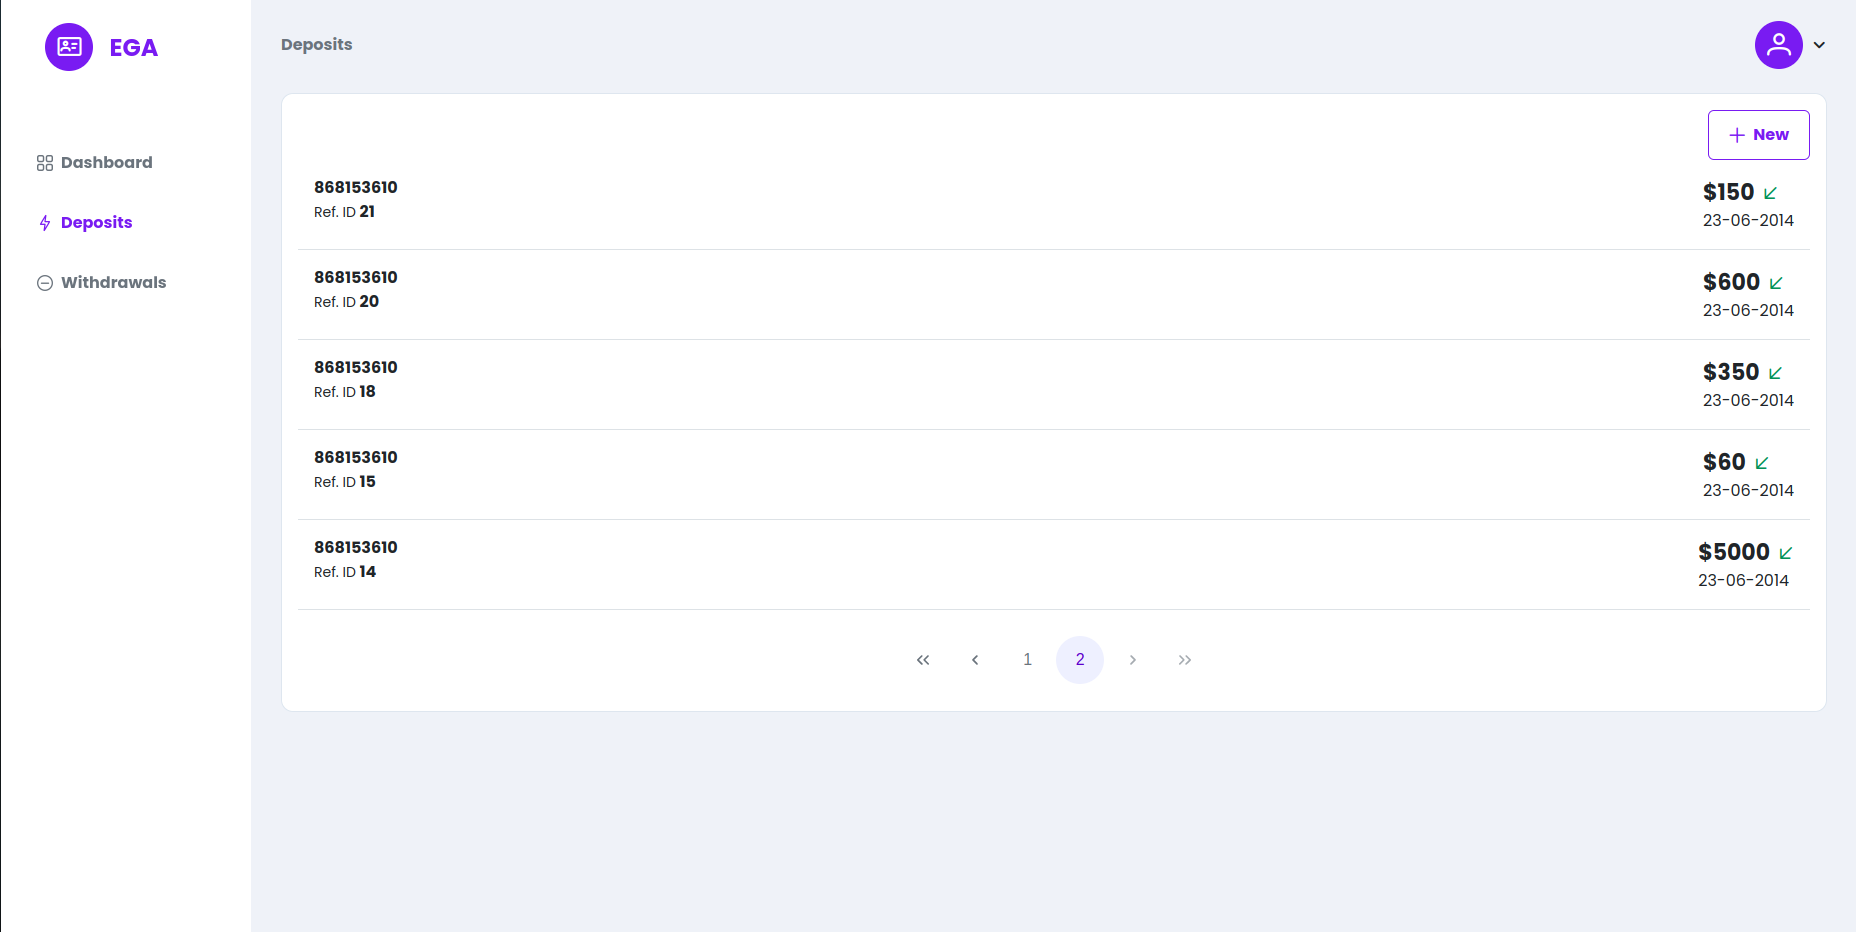 EGA
Deposits
Dashboard
Deposits
Withdrawals
New
868153610
Ref. ID 21
$150
23-06-2014
868153610
Ref. ID 20
$600
23-06-2014
868153610
Ref. ID 18
$350
23-06-2014
868153610
Ref. ID 15
$60
23-06-2014
868153610
Ref. ID 14
$5000
23-06-2014
1 2